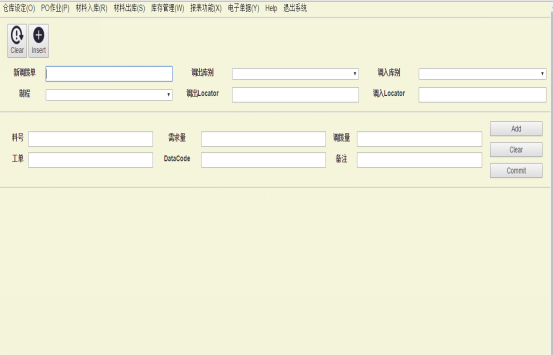 仓库设定(O) PO作业(P) 材料入库(R) 材料出库(S) 库存管理(W) 报表功能(X) 电子单据(Y) Help 退出系统
Clear Insert
新调拨单 调出库别 调入库别
制程 调出Locator 调入Locator
料号 需求量 调拨量 Add
工单 DataCode 备注 Clear
Commit